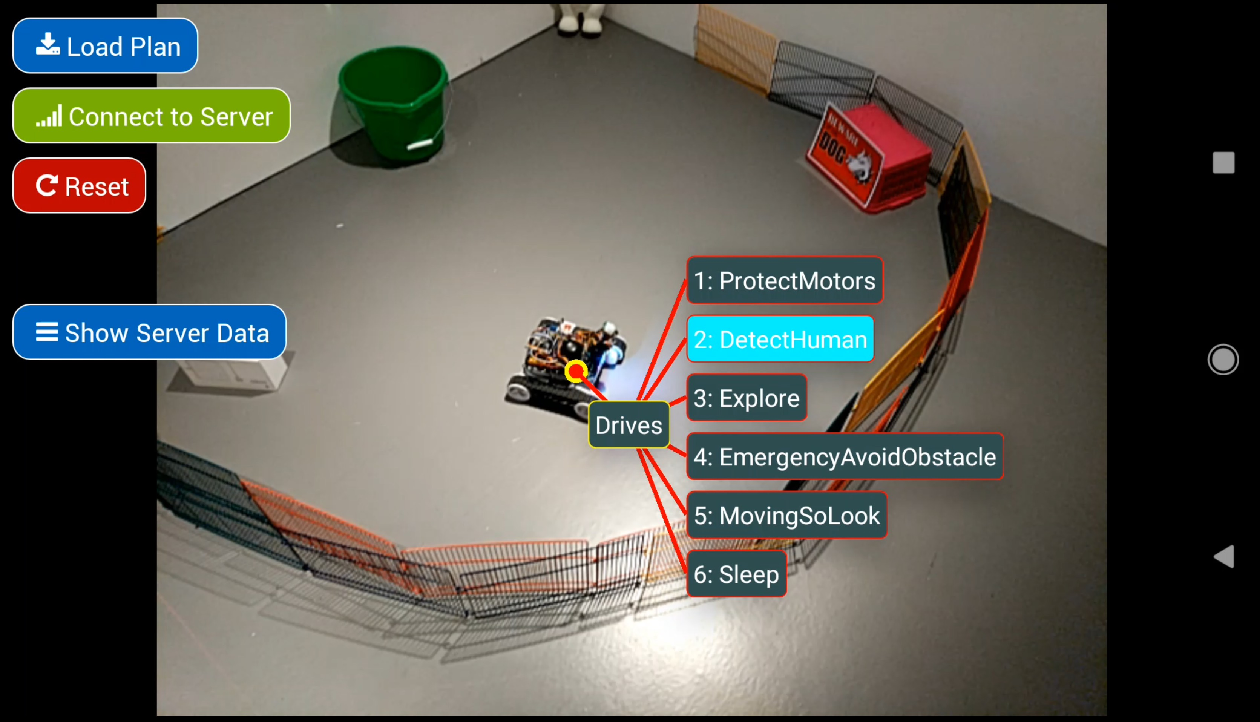 Load Plan
Connect to Server
Reset
Show Server Data
BEWARE
DOG
Drives
1: ProtectMotors
2: DetectHuman
3: Explore
4: EmergencyAvoidObstacle
5: MovingSoLook
6: Sleep